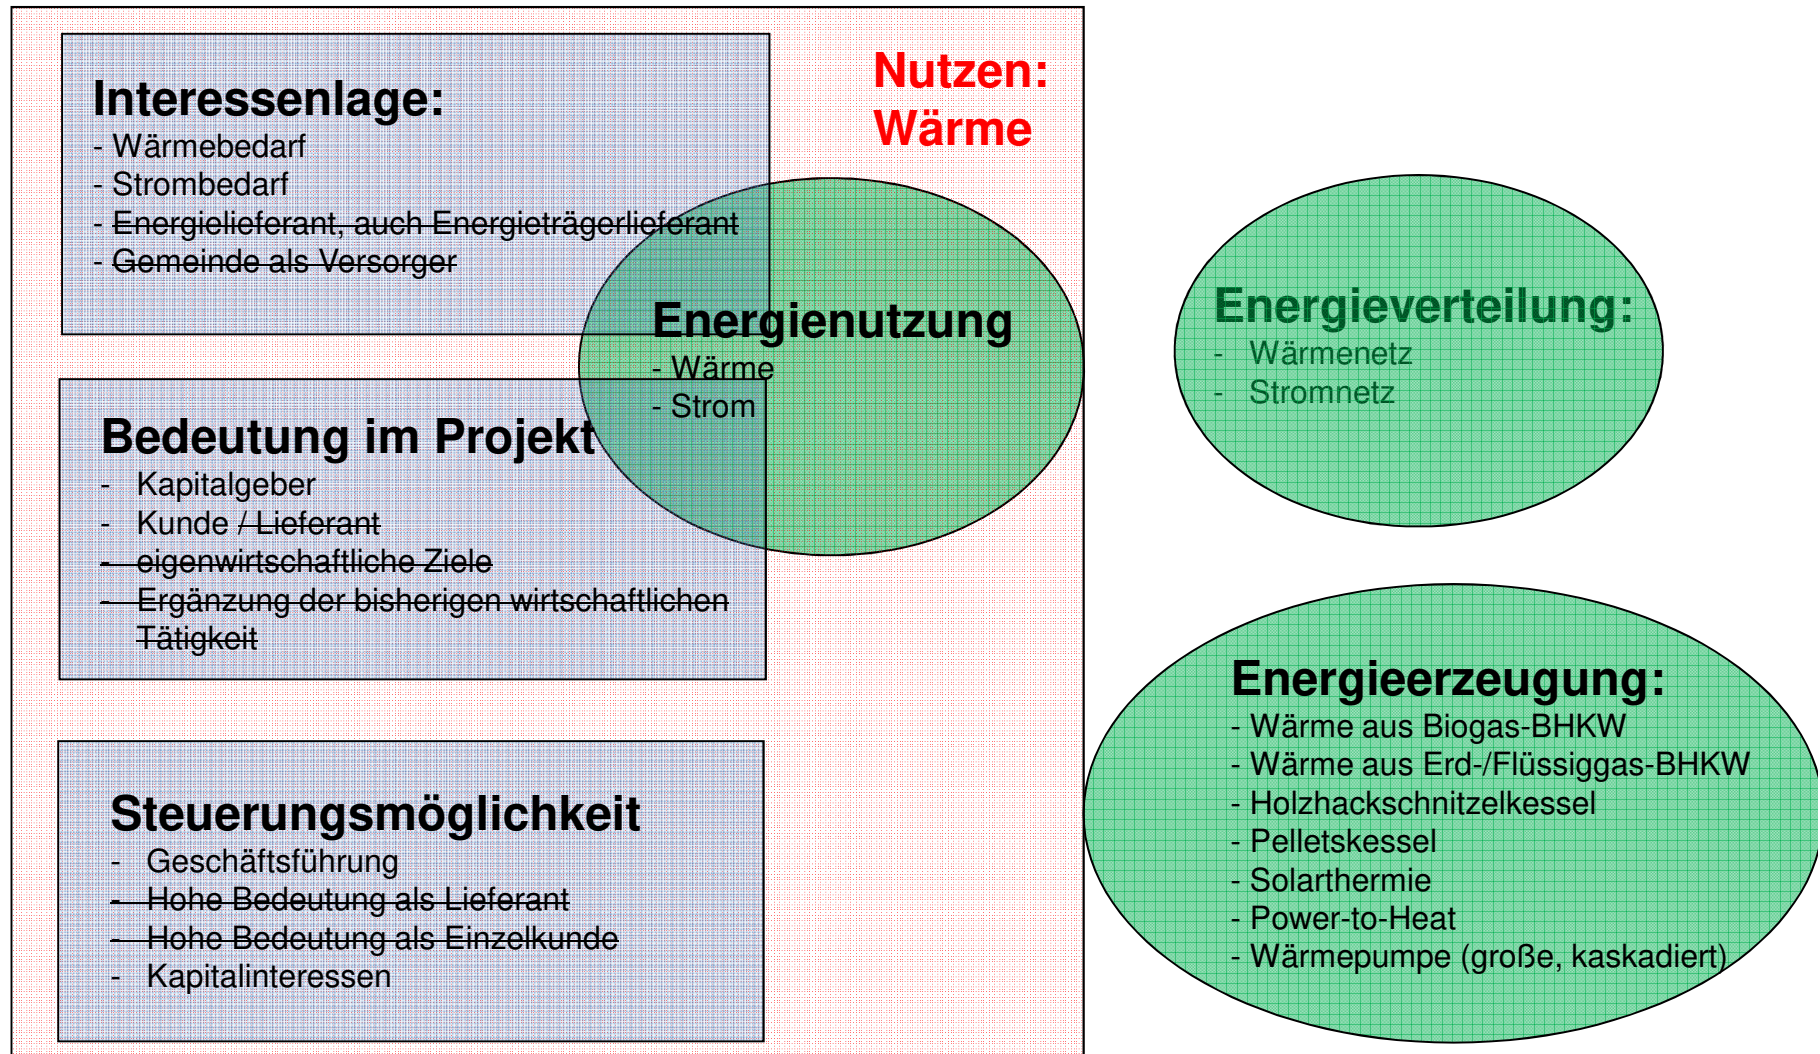 Nutzen:
Wärme
Interessenlage:
- Wärmebedarf
- Strombedarf
- Energielieferant, auch Energieträgerlieferant
- Gemeinde als Versorger
Energienutzung
- Wärme
- Strom
Bedeutung im Projekt
- Kapitalgeber
- Kunde / Lieferant
- eigenwirtschaftliche Ziele
- Ergänzung der bisherigen wirtschaftlichen
Tätigkeit
Steuerungsmöglichkeit
- Geschäftsführung
- Hohe Bedeutung als Lieferant
- Hohe Bedeutung als Einzelkunde
- Kapitalinteressen
Energieverteilung:
- Wärmenetz
- Stromnetz
Energieerzeugung:
- Wärme aus Biogas-BHKW
- Wärme aus Erd-/Flüssiggas-BHKW
- Holzhackschnitzelkessel
- Pelletskessel
- Solarthermie
- Power-to-Heat
- Wärmepumpe (große, kaskadiert)